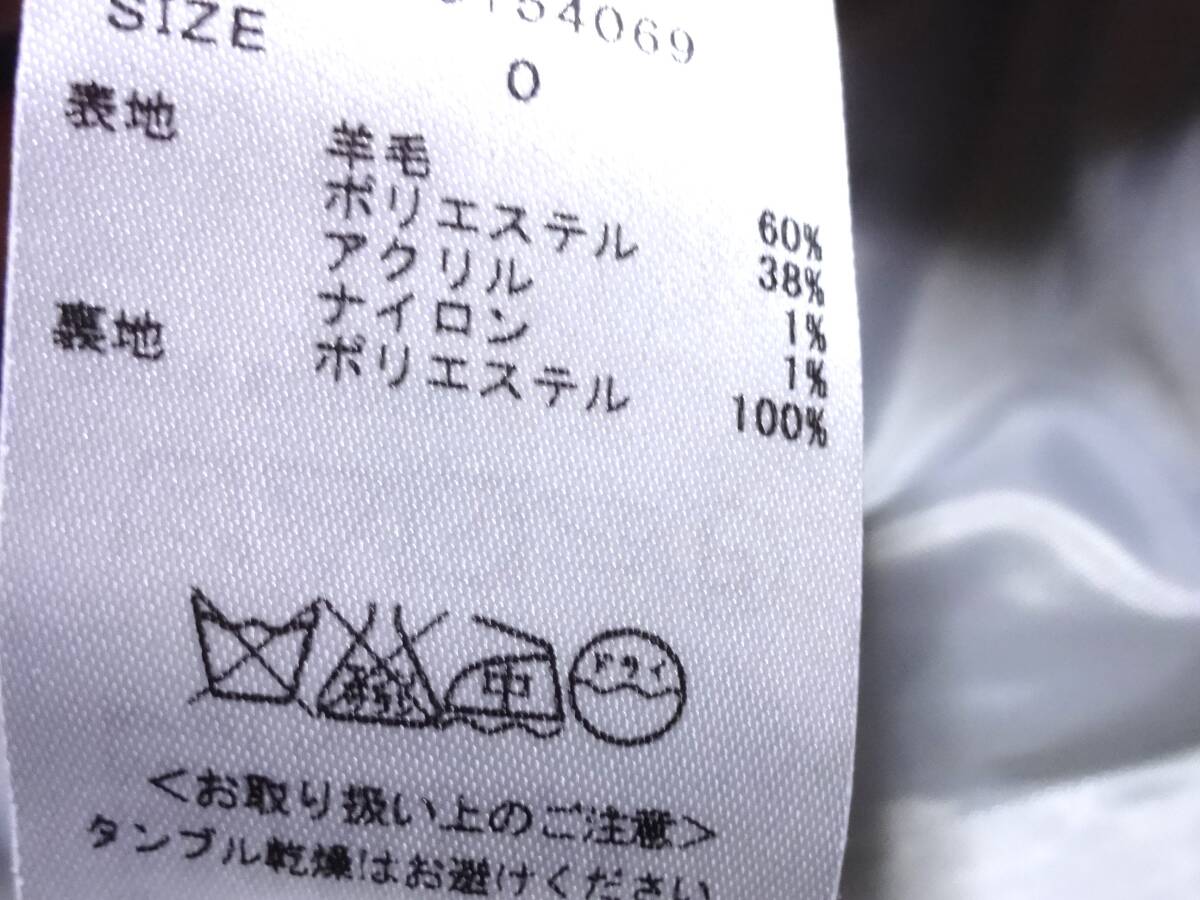 SIZE 54069
0
表地 羊毛 60%
ポリエステル 38%
アクリル 1%
ナイロン 1%
裏地 ポリエステル 100%
中 ドライ
<お取り扱い上のご注意>
タンブル乾燥はお避けください